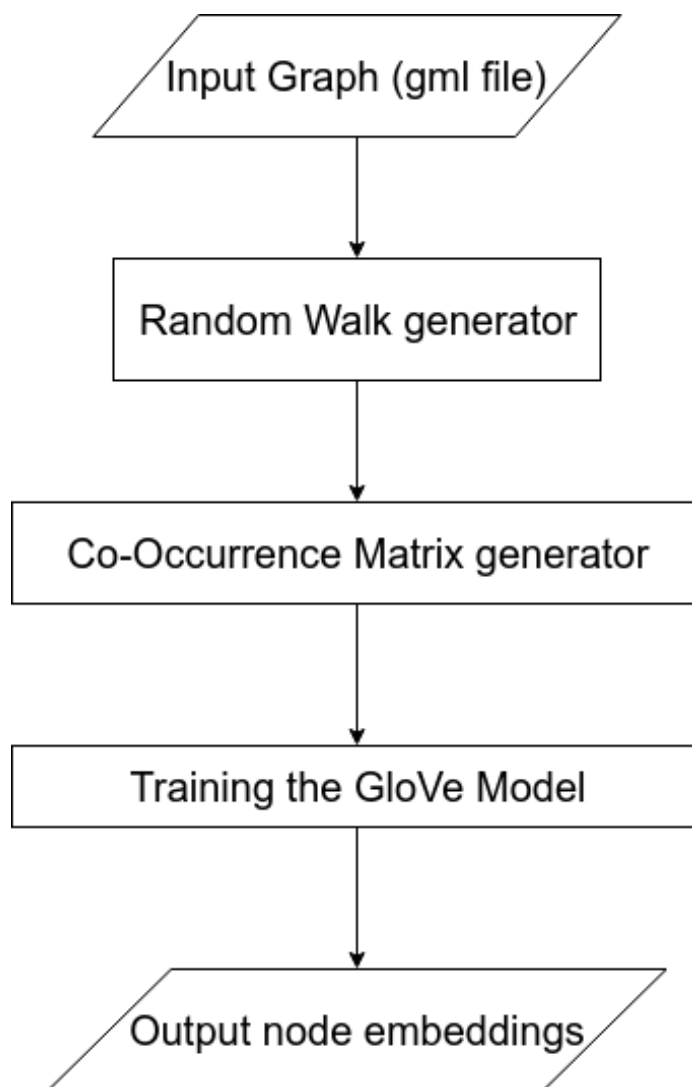 Input Graph (gml file)
Random Walk generator
Co-Occurrence Matrix generator
Training the GloVe Model
Output node embeddings